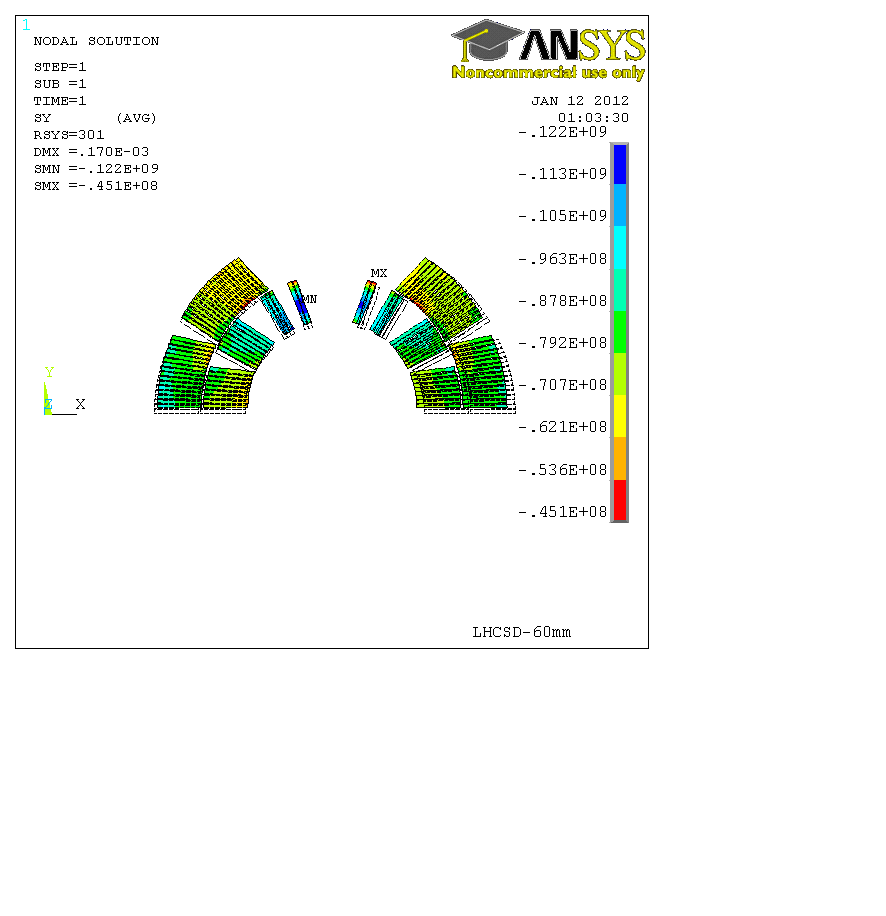 1
NODAL SOLUTION
STEP=1
SUB =1
TIME=1
SY (AVG)
RSYS=301
DMX =.170E-03
SMN =-.122E+09
SMX =-.451E+08
ANSYS
Noncommercial use only
JAN 12 2012
01:03:30
-.122E+09
-.113E+09
-.105E+09
-.963E+08
-.878E+08
-.792E+08
-.707E+08
-.621E+08
-.536E+08
-.451E+08
MX
MN
Y
Z X
LHCSD-60mm